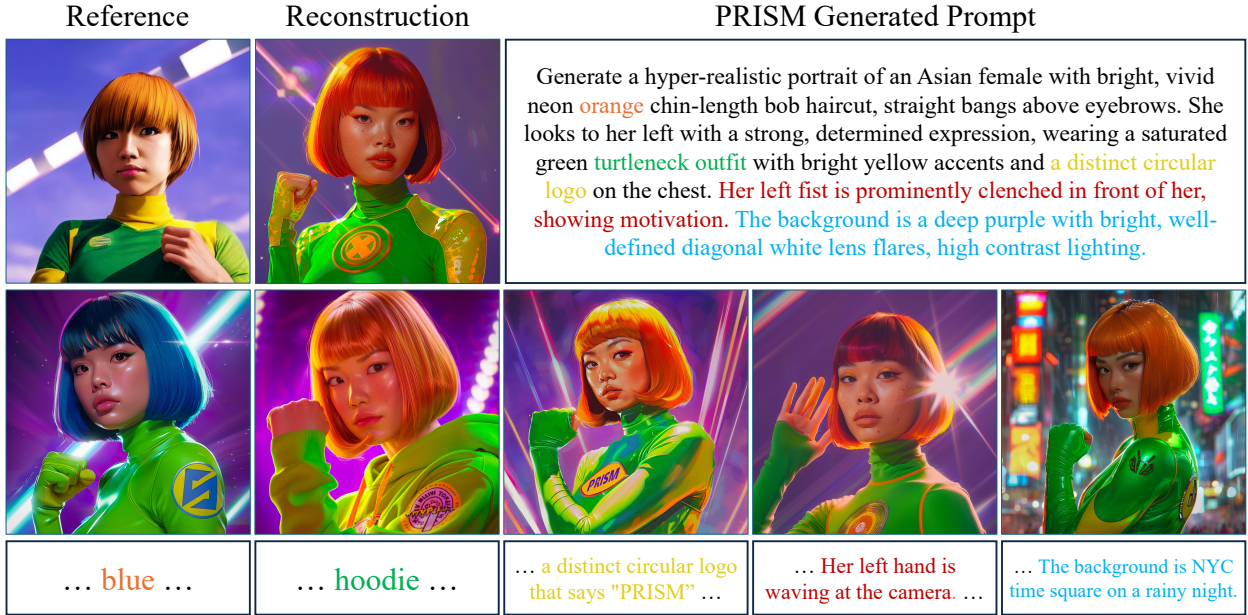 Reference
Reconstruction
PRISM Generated Prompt
Generate a hyper-realistic portrait of an Asian female with bright, vivid
neon orange chin-length bob haircut, straight bangs above eyebrows. She
looks to her left with a strong, determined expression, wearing a saturated
green turtleneck outfit with bright yellow accents and a distinct circular
logo on the chest. Her left fist is prominently clenched in front of her,
showing motivation. The background is a deep purple with bright, well-
defined diagonal white lens flares, high contrast lighting.
PRISM
… blue …
… hoodie …
… a distinct circular logo
that says "PRISM” …
… Her left hand is
waving at the camera. …
… The background is NYC
time square on a rainy night.